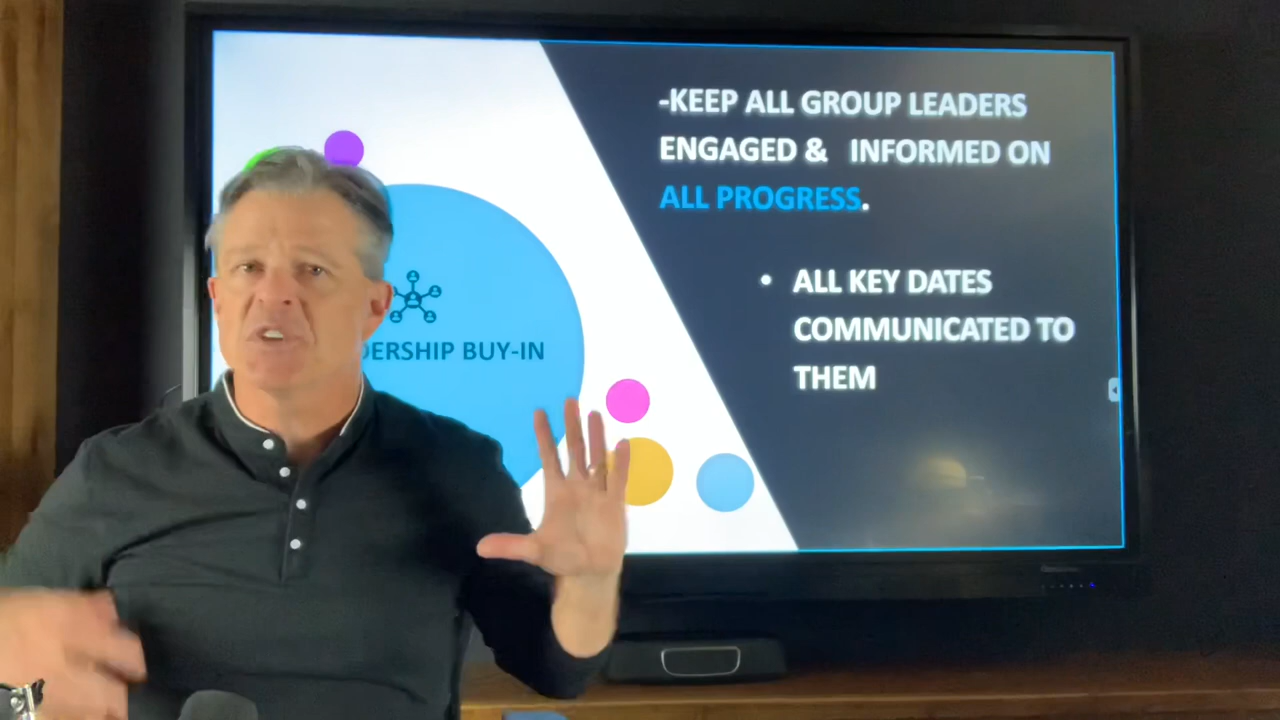 -KEEP ALL GROUP LEADERS
ENGAGED & INFORMED ON
ALL PROGRESS.
• ALL KEY DATES
COMMUNICATED TO
THEM
DERSHIP BUY-IN